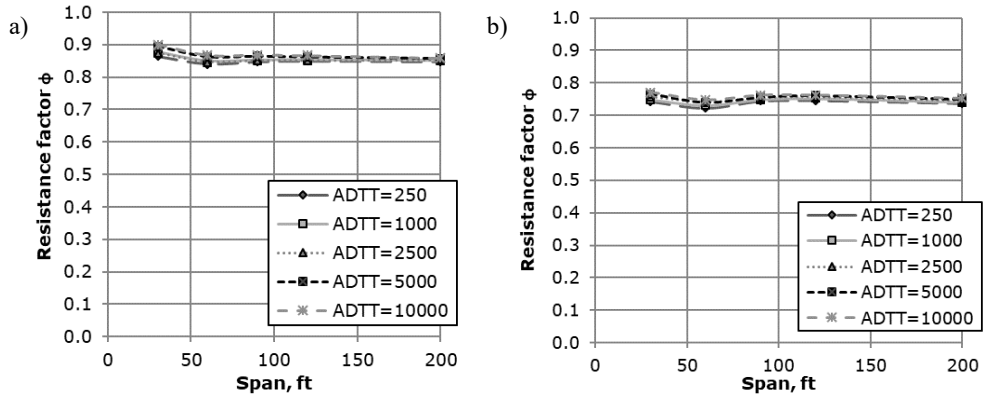 a)
Resistance factor ϕ
1.0
0.9
0.8
0.7
0.6
0.5
0.4
0.3
0.2
0.1
0.0
ADTT=250
ADTT=1000
ADTT=2500
ADTT=5000
ADTT=10000
0 50 100 150 200
Span, ft
b)
Resistance factor ϕ
1.0
0.9
0.8
0.7
0.6
0.5
0.4
0.3
0.2
0.1
0.0
ADTT=250
ADTT=1000
ADTT=2500
ADTT=5000
ADTT=10000
0 50 100 150 200
Span, ft